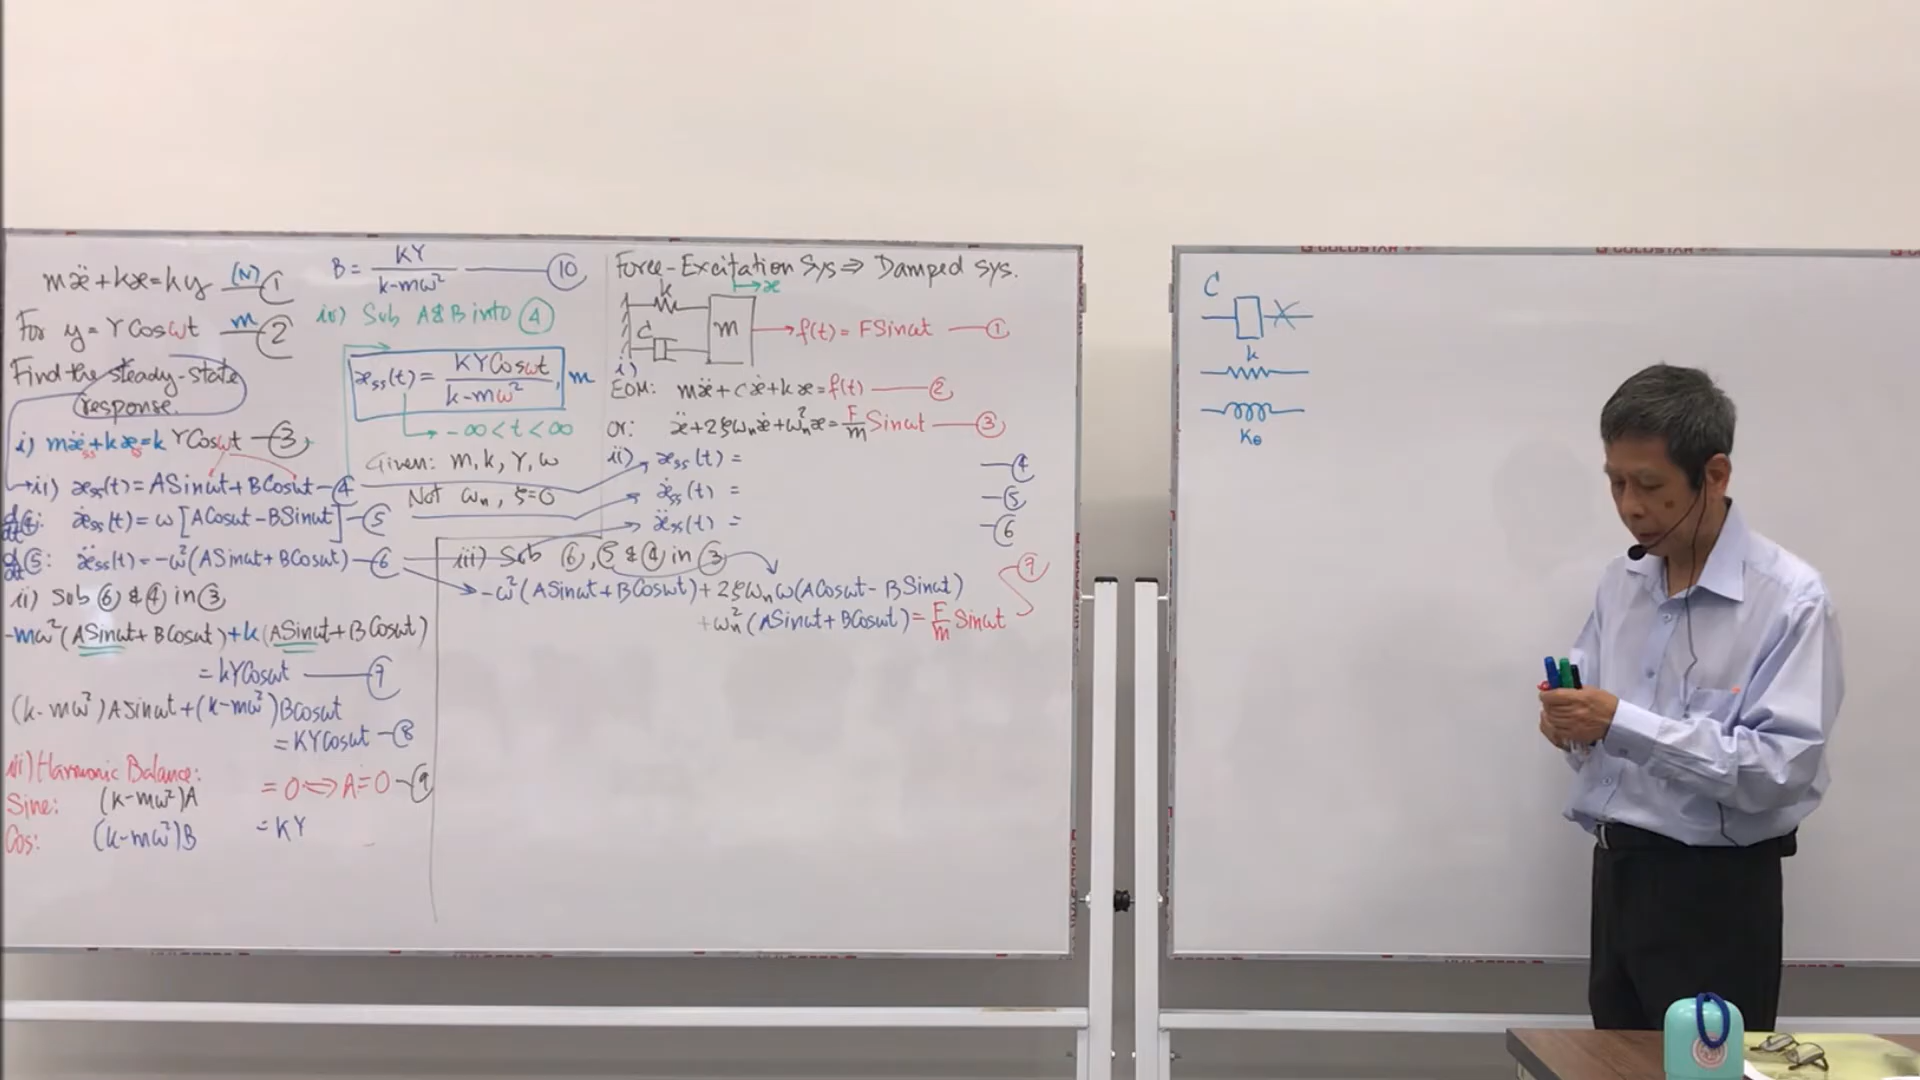 mẍ+kx=ky (N) ①
For y=YCosωt m ②
Find the steady-state
response.
i) mẍss+kxss=k YCosωt -③
ii) xss(t)=ASinωt+BCosωt-④
d/dt④: ẋss(t)=ω[ACosωt-BSinωt]-⑤
d/dt⑤: ẍss(t)=-ω²(ASinωt+BCosωt)-⑥
ii) Sub ⑥ & ④ in ③
-mω²(ASinωt+BCosωt)+k(ASinωt+BCosωt)
=kYCosωt -⑦
(k-mω²)ASinωt+(k-mω²)BCosωt
=KYCosωt-⑧
iii) Harmonic Balance:
Sine: (k-mω²)A =0⇒A=0-⑨
Cos: (k-mω²)B =KY
B=KY/(k-mω²) -⑩
iv) Sub A&B into ④
xss(t)=KYCosωt/(k-mω²), m
-∞<t<∞
Given: m, k, Y, ω
Not ωn, ζ=0
Force-Excitation Sys⇒ Damped sys.
k
→x
C
m
→f(t)=FSinωt -①
i)
EOM: mẍ+cẋ+kx=f(t) -②
or: ẍ+2ζωnẋ+ωn²x=F/m Sinωt -③
ii) xss(t)= -④
ẋss(t)= -⑤
ẍss(t)= -⑥
iii) Sub ⑥,⑤ & ④ in ③
-ω²(ASinωt+BCosωt)+2ζωnω(ACosωt-BSinωt)
+ωn²(ASinωt+BCosωt)=F/m Sinωt ⑦
C
k
Kθ
GOLDSTAR